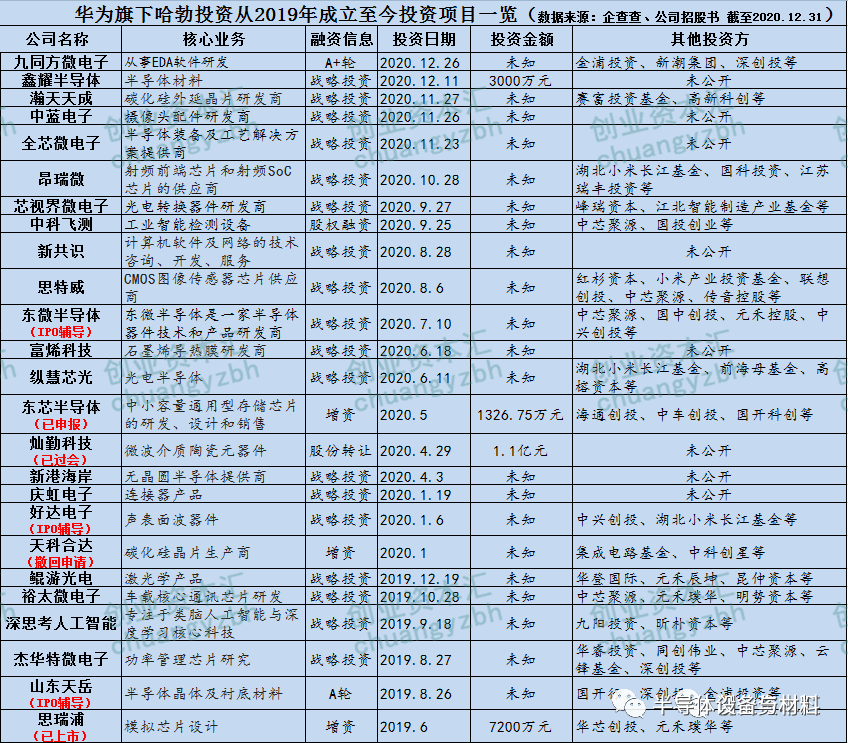 华为旗下哈勃投资从2019年成立至今投资项目一览（数据来源：企查查、公司招股书 截至2020.12.31）
公司名称 核心业务 融资信息 投资日期 投资金额 其他投资方
九同方微电子 从事EDA软件研发 A+轮 2020.12.26 未知 金浦投资、新潮集团、深创投等
鑫耀半导体 半导体材料 战略投资 2020.12.11 3000万元 未公开
瀚天天成 碳化硅外延晶片研发商 战略投资 2020.11.27 未知 赛富投资基金、高新科创等
中蓝电子 摄像头配件研发商 战略投资 2020.11.26 未知 未公开
全芯微电子 半导体装备及工艺解决方
案提供商 战略投资 2020.11.23 未知 未公开
昂瑞微 射频前端芯片和射频SoC
芯片的供应商 战略投资 2020.10.28 未知 湖北小米长江基金、国科投资、江苏
瑞丰投资等
芯视界微电子 光电转换器件研发商 战略投资 2020.9.27 未知 峰瑞资本、江北智能制造产业基金等
中科飞测 工业智能检测设备 股权融资 2020.9.25 未知 中芯聚源、国投创业等
新共识 计算机软件及网络的技术
咨询、开发、服务 战略投资 2020.8.28 未知 未公开
思特威 CMOS图像传感器芯片供应
商 战略投资 2020.8.6 未知 红杉资本、小米产业投资基金、联想
创投、中芯聚源、传音控股等
东微半导体
（IPO辅导） 东微半导体是一家半导体
器件技术和产品研发商 战略投资 2020.7.10 未知 中芯聚源、国中创投、元禾控股、中
兴创投等
富烯科技 石墨烯导热膜研发商 战略投资 2020.6.18 未知 未公开
纵慧芯光 光电半导体 战略投资 2020.6.11 未知 湖北小米长江基金、前海母基金、高
榕资本等
东芯半导体
（已申报） 中小容量通用型存储芯片
的研发、设计和销售 增资 2020.5 1326.75万元 海通创投、中车创投、国开科创等
灿勤科技
（已过会） 微波介质陶瓷元器件 股份转让 2020.4.29 1.1亿元 未公开
新港海岸 无晶圆半导体提供商 战略投资 2020.4.3 未知 未公开
庆虹电子 连接器产品 战略投资 2020.1.19 未知 未公开
好达电子
（IPO辅导） 声表面波器件 战略投资 2020.1.6 未知 中兴创投、湖北小米长江基金等
天科合达
（撤回申请） 碳化硅晶片生产商 增资 2020.1 未知 集成电路基金、中科创星等
鲲游光电 激光学产品 战略投资 2019.12.19 未知 华登国际、元禾辰坤、昆仲资本等
裕太微电子 车载核心通讯芯片研发 战略投资 2019.10.28 未知 中芯聚源、元禾璞华、明势资本等
深思考人工智能 专注于类脑人工智能与深
度学习核心科技 战略投资 2019.9.18 未知 九阳投资、昕朴资本等
杰华特微电子 功率管理芯片研究 战略投资 2019.8.27 未知 华睿投资、同创伟业、中芯聚源、云
锋基金、深创投等
山东天岳
（IPO辅导） 半导体晶体及衬底材料 A轮 2019.8.26 未知 国开 深创投、金浦投资等
思瑞浦
（已上市） 模拟芯片设计 增资 2019.6 7200万元 华芯创投、元禾璞华等
创业资本汇
chuangyzbh
半导体设备与材料